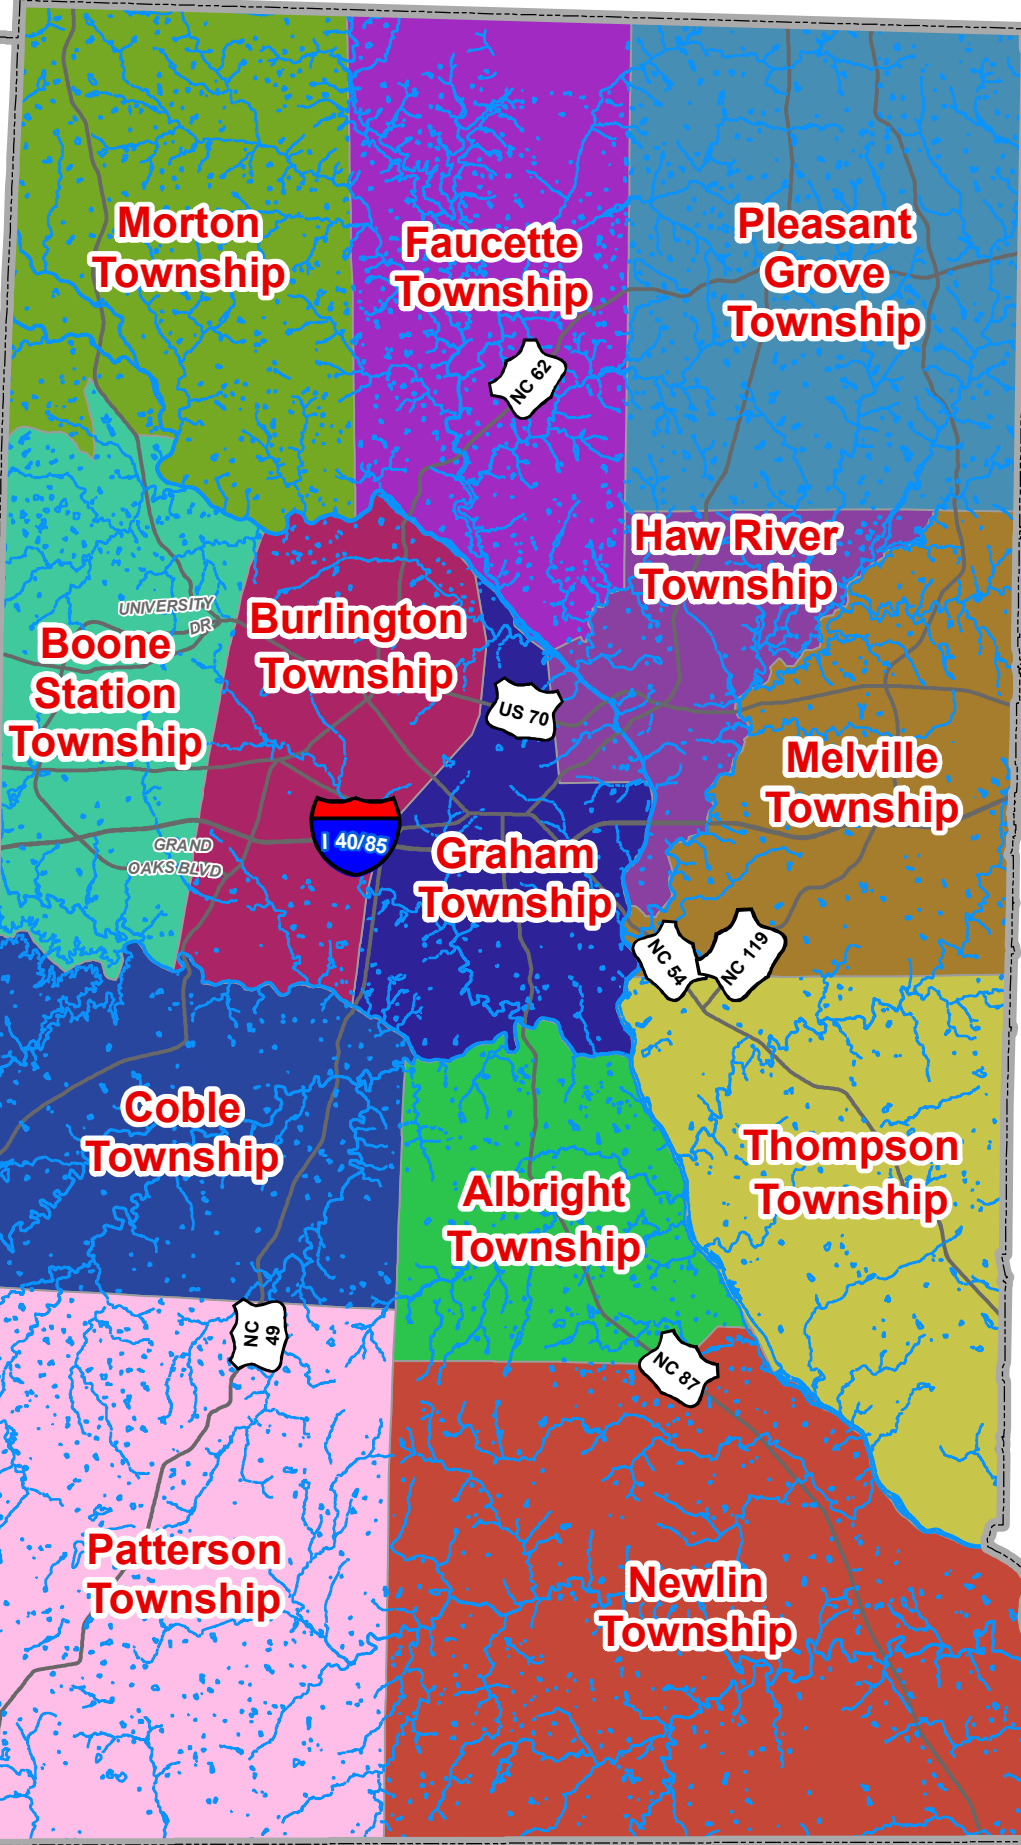 Morton
Township
Faucette
Township
Pleasant
Grove
Township
NC 62
Haw River
Township
UNIVERSITY
DR
Burlington
Township
Boone
Station
Township
US 70
Melville
Township
I 40/85
GRAND
OAKS BLVD
Graham
Township
NC 54
NC 119
Coble
Township
Thompson
Township
Albright
Township
NC
49
NC 87
Patterson
Township
Newlin
Township